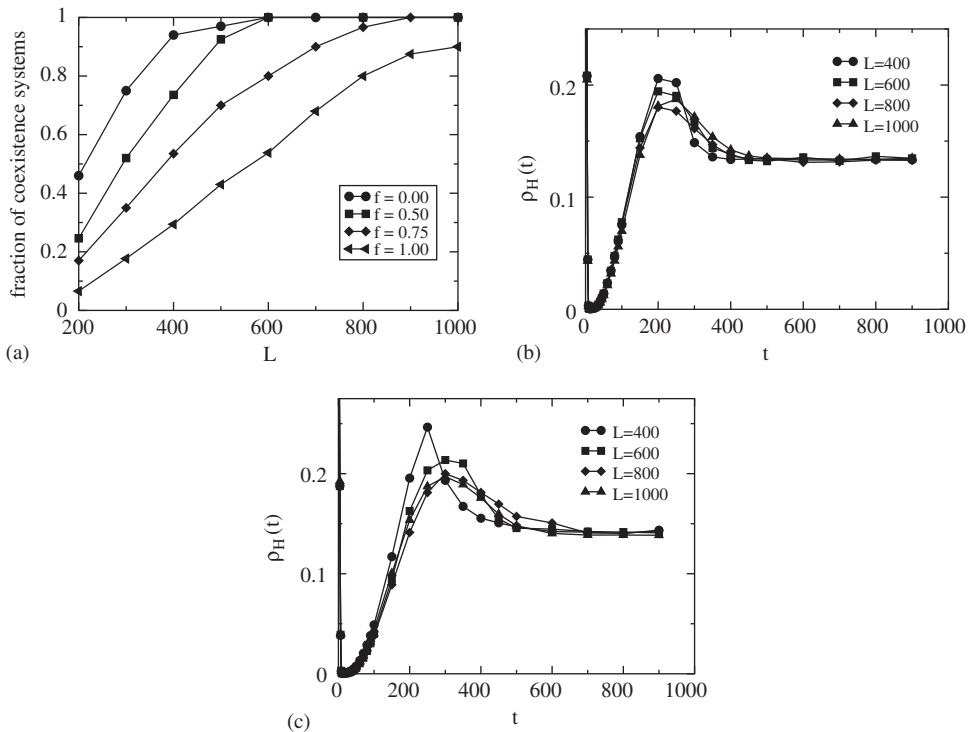 fraction of coexistence systems
1
0.8
0.6
0.4
0.2
0
200
400
600
800
1000
L
f = 0.00
f = 0.50
f = 0.75
f = 1.00
(a)
ρH (t)
0.2
0.1
0
0
200
400
600
800
1000
t
L=400
L=600
L=800
L=1000
(b)
ρH (t)
0.2
0.1
0
0
200
400
600
800
1000
t
L=400
L=600
L=800
L=1000
(c)